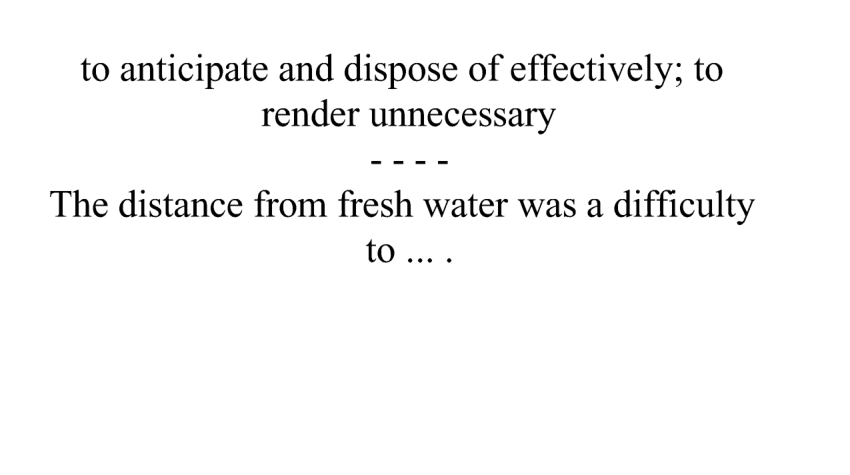 to anticipate and dispose of effectively; to
render unnecessary
- - - -
The distance from fresh water was a difficulty
to ... .